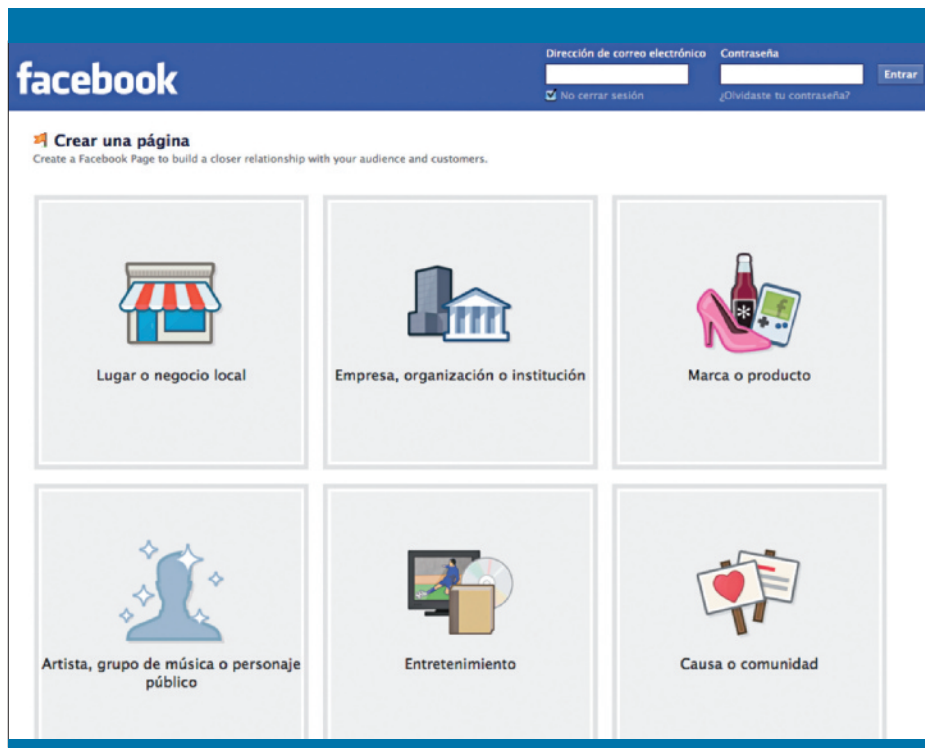 Dirección de correo electrónico Contraseña
facebook
Entrar
No cerrar sesión ¿Olvidaste tu contraseña?
Crear una página
Create a Facebook Page to build a closer relationship with your audience and customers.
Lugar o negocio local
Empresa, organización o institución
Marca o producto
Artista, grupo de música o personaje
público
Entretenimiento
Causa o comunidad